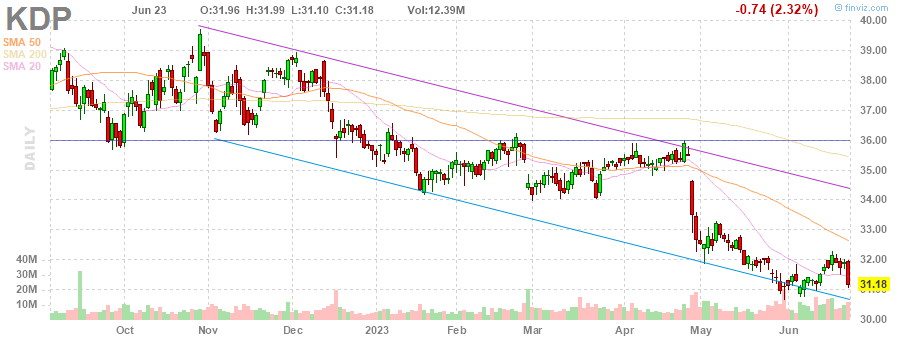 KDP Jun 23 O:31.96 H:31.99 L:31.10 C:31.18 Vol:12.39M -0.74 (2.32%)
© finviz.com
SMA 50
SMA 200
SMA 20
DAILY
40.00
39.00
38.00
37.00
36.00
35.00
34.00
33.00
32.00
31.18
30.00
40M
30M
20M
10M
Oct Nov Dec 2023 Feb Mar Apr May Jun